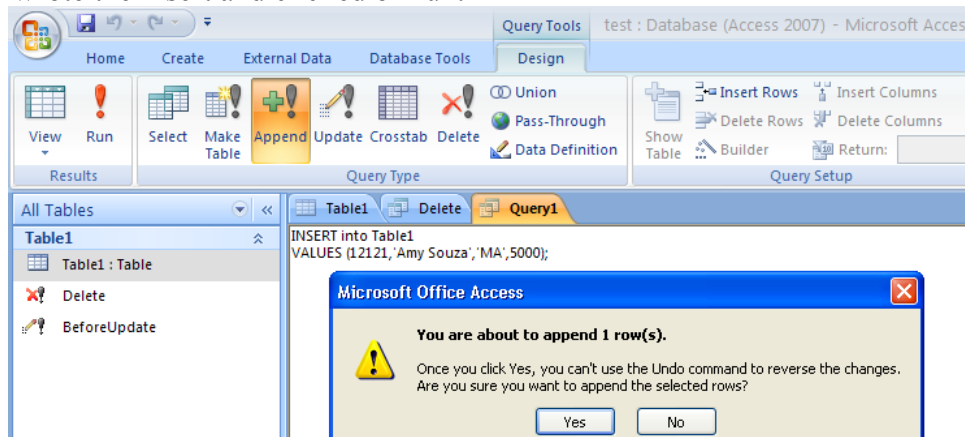 Query Tools
test : Database (Access 2007) - Microsoft Acces
Home Create External Data Database Tools Design
View
Run
Select
Make
Table
Append
Update
Crosstab
Delete
Union
Pass-Through
Data Definition
Show
Table
Insert Rows
Delete Rows
Builder
Insert Columns
Delete Columns
Return:
Results
Query Type
Query Setup
All Tables
Table1 Delete Query1
Table1
Table1 : Table
Delete
BeforeUpdate
INSERT into Table1
VALUES (12121,'Amy Souza','MA',5000);
Microsoft Office Access
You are about to append 1 row(s).
Once you click Yes, you can't use the Undo command to reverse the changes.
Are you sure you want to append the selected rows?
Yes No